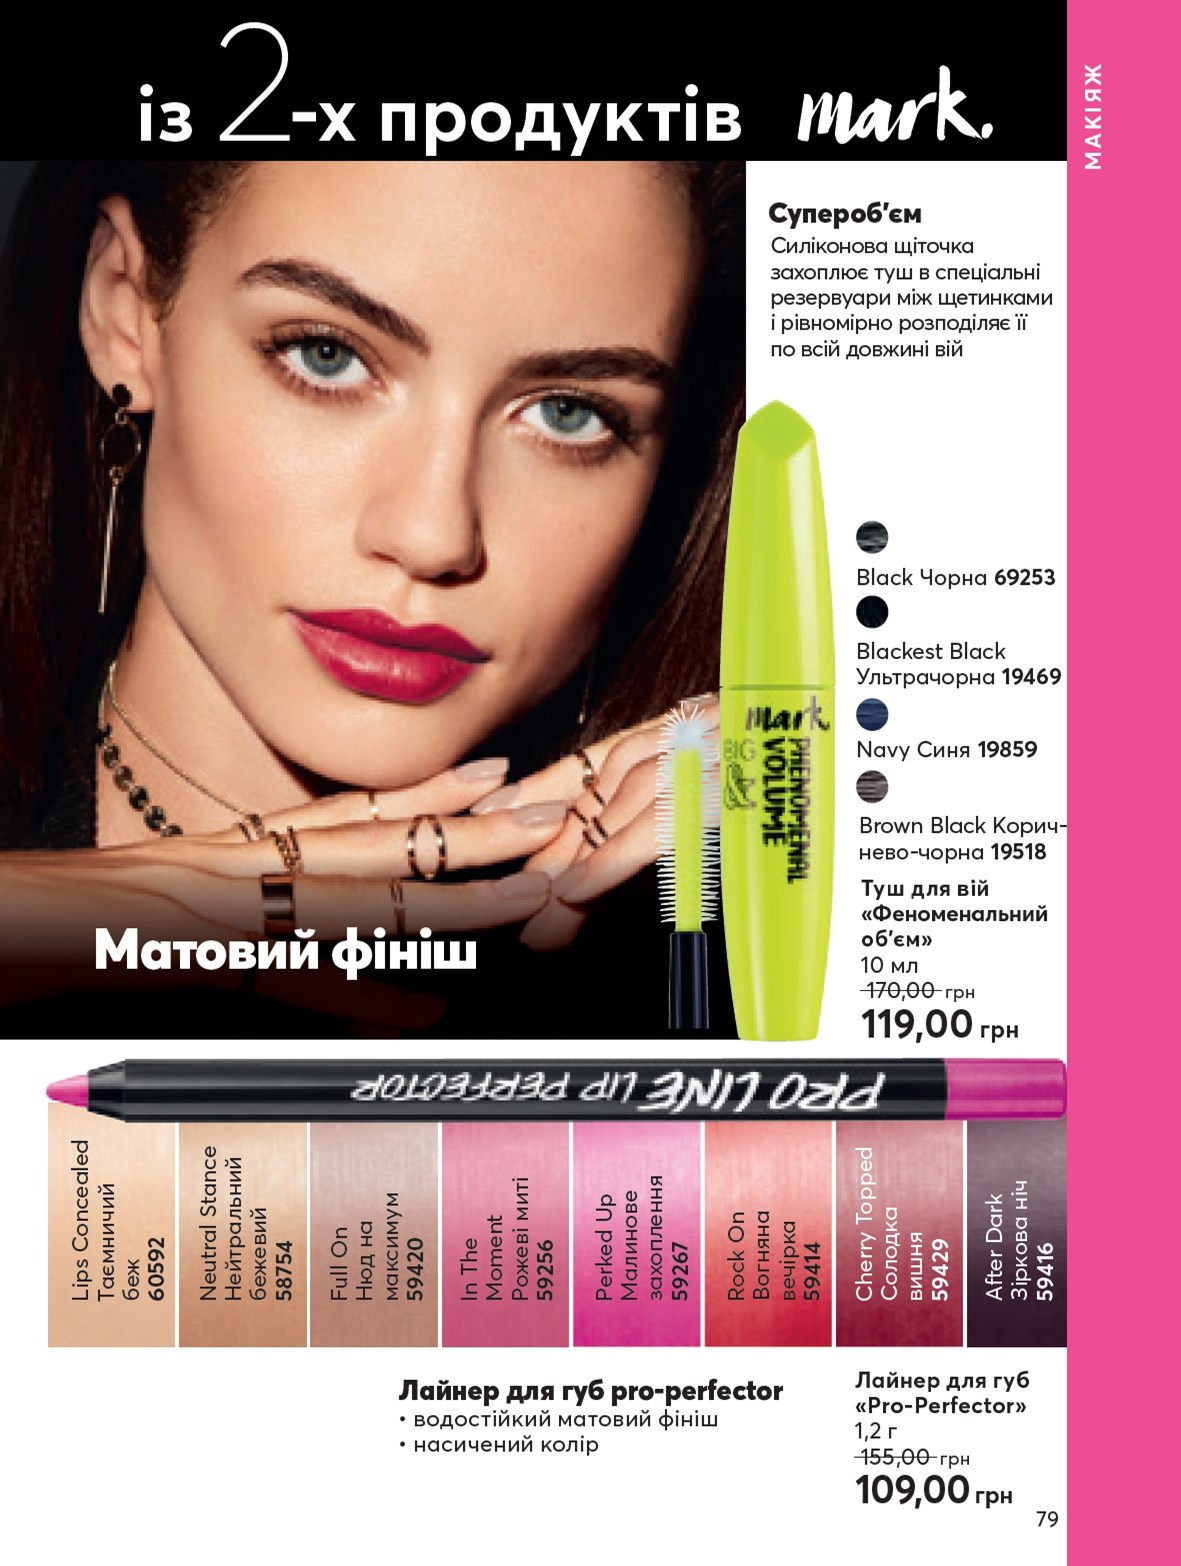 із 2-х продуктів mark.
МАКІЯЖ
Супероб'єм
Силіконова щіточка
захоплює туш в спеціальні
резервуари між щетинками
і рівномірно розподіляє її
по всій довжині вій
Black Чорна 69253
Blackest Black
Ультрачорна 19469
Navy Синя 19859
Brown Black Корич-
нево-чорна 19518
Туш для вій
«Феноменальний
об'єм»
10 мл
170,00 грн
119,00 грн
mark.
BIG
PHENOMENAL
VOLUME
Матовий фініш
PRO LINE LIP PERFECTOR
Lips Concealed
Таємничий
беж
60592
Neutral Stance
Нейтральний
бежевий
58754
Full On
Нюд на
максимум
59420
In The
Moment
Рожеві миті
59256
Perked Up
Малинове
захоплення
59267
Rock On
Вогняна
вечірка
59414
Cherry Topped
Солодка
вишня
59429
After Dark
Зіркова ніч
59416
Лайнер для губ pro-perfector
• водостійкий матовий фініш
• насичений колір
Лайнер для губ
«Pro-Perfector»
1,2 г
155,00 грн
109,00 грн
79